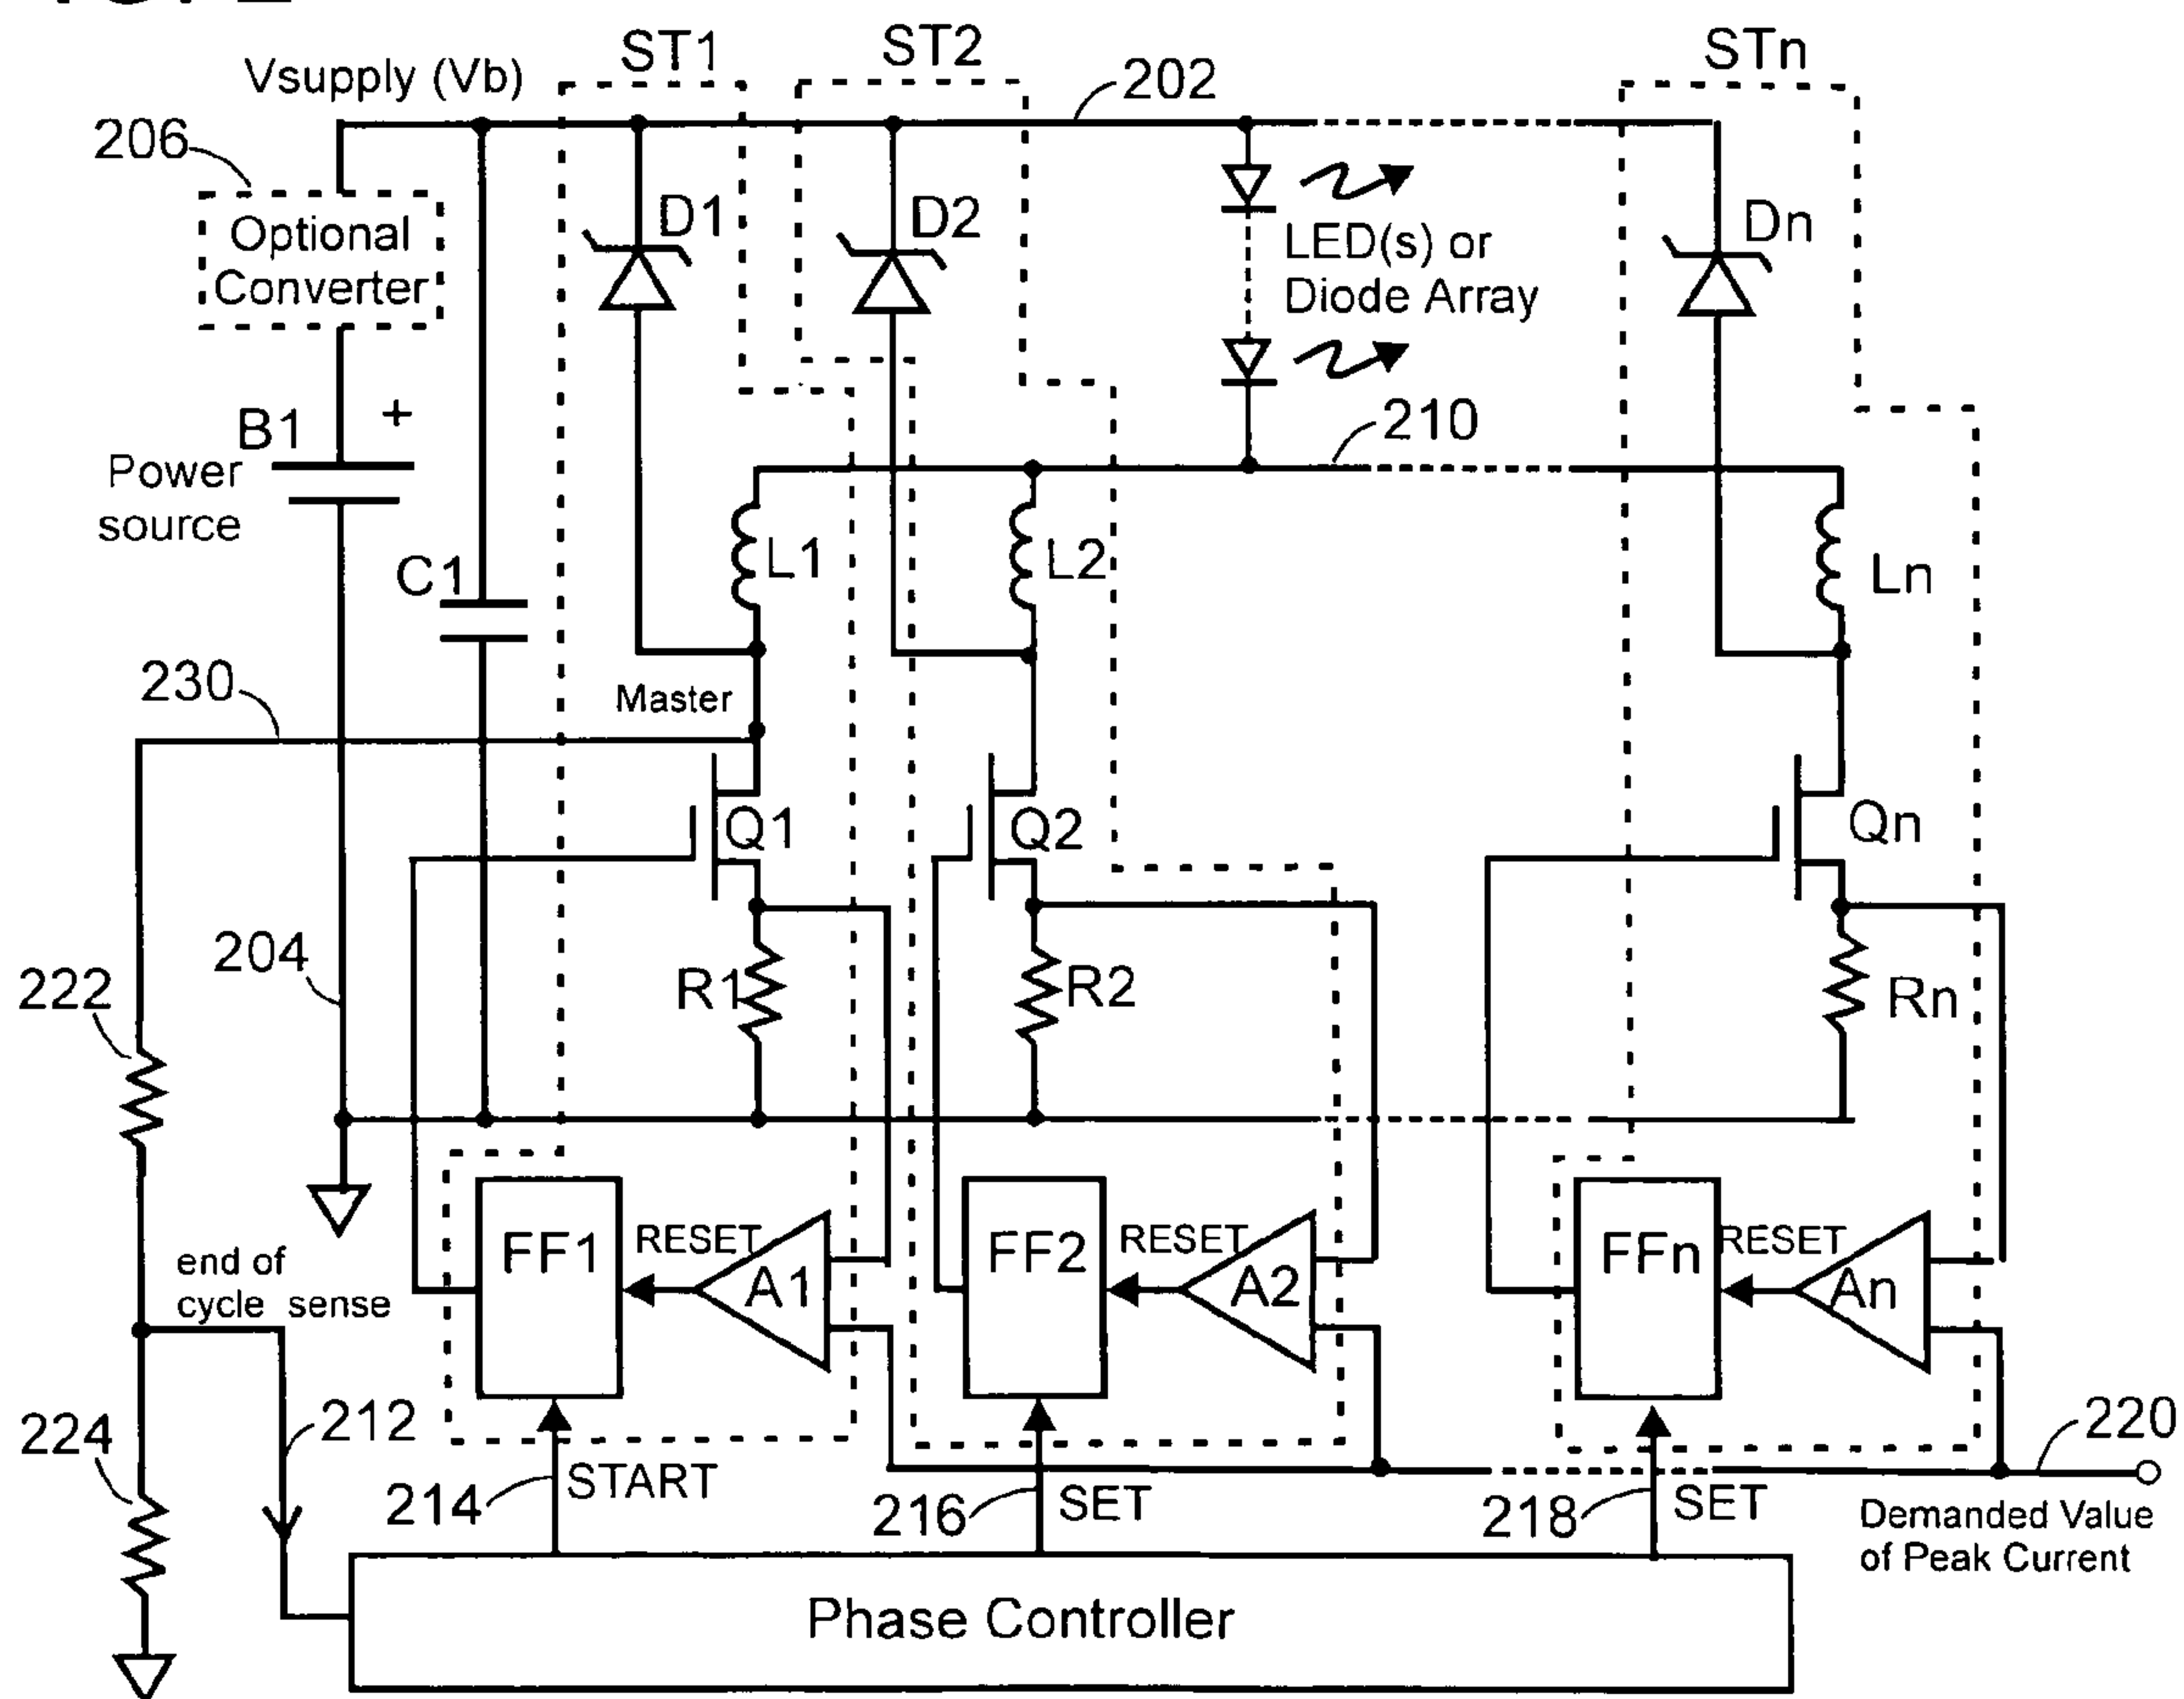 ST1
ST2
STn
Vsupply (Vb)
202
206
Optional
Converter
D1
D2
LED(s) or
Diode Array
Dn
B1
+
Power
source
210
C1
L1
L2
Ln
230
Master
Q1
Q2
Qn
204
222
R1
R2
Rn
FF1
RESET
A1
FF2
RESET
A2
FFn
RESET
An
end of
cycle sense
212
224
214
START
216
SET
218
SET
220
Demanded Value
of Peak Current
Phase Controller